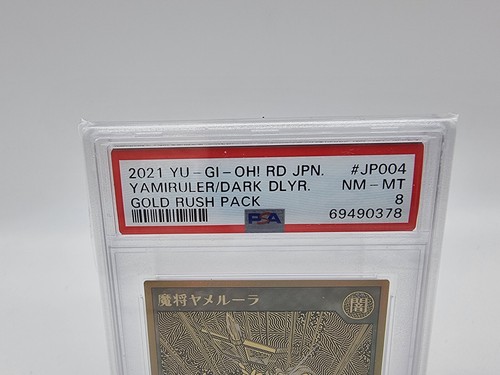 2021 YU-GI-OH! RD JPN. #JP004
YAMIRULER/DARK DLYR. NM-MT
GOLD RUSH PACK 8
PSA 69490378
魔将ヤメルーラ 闇